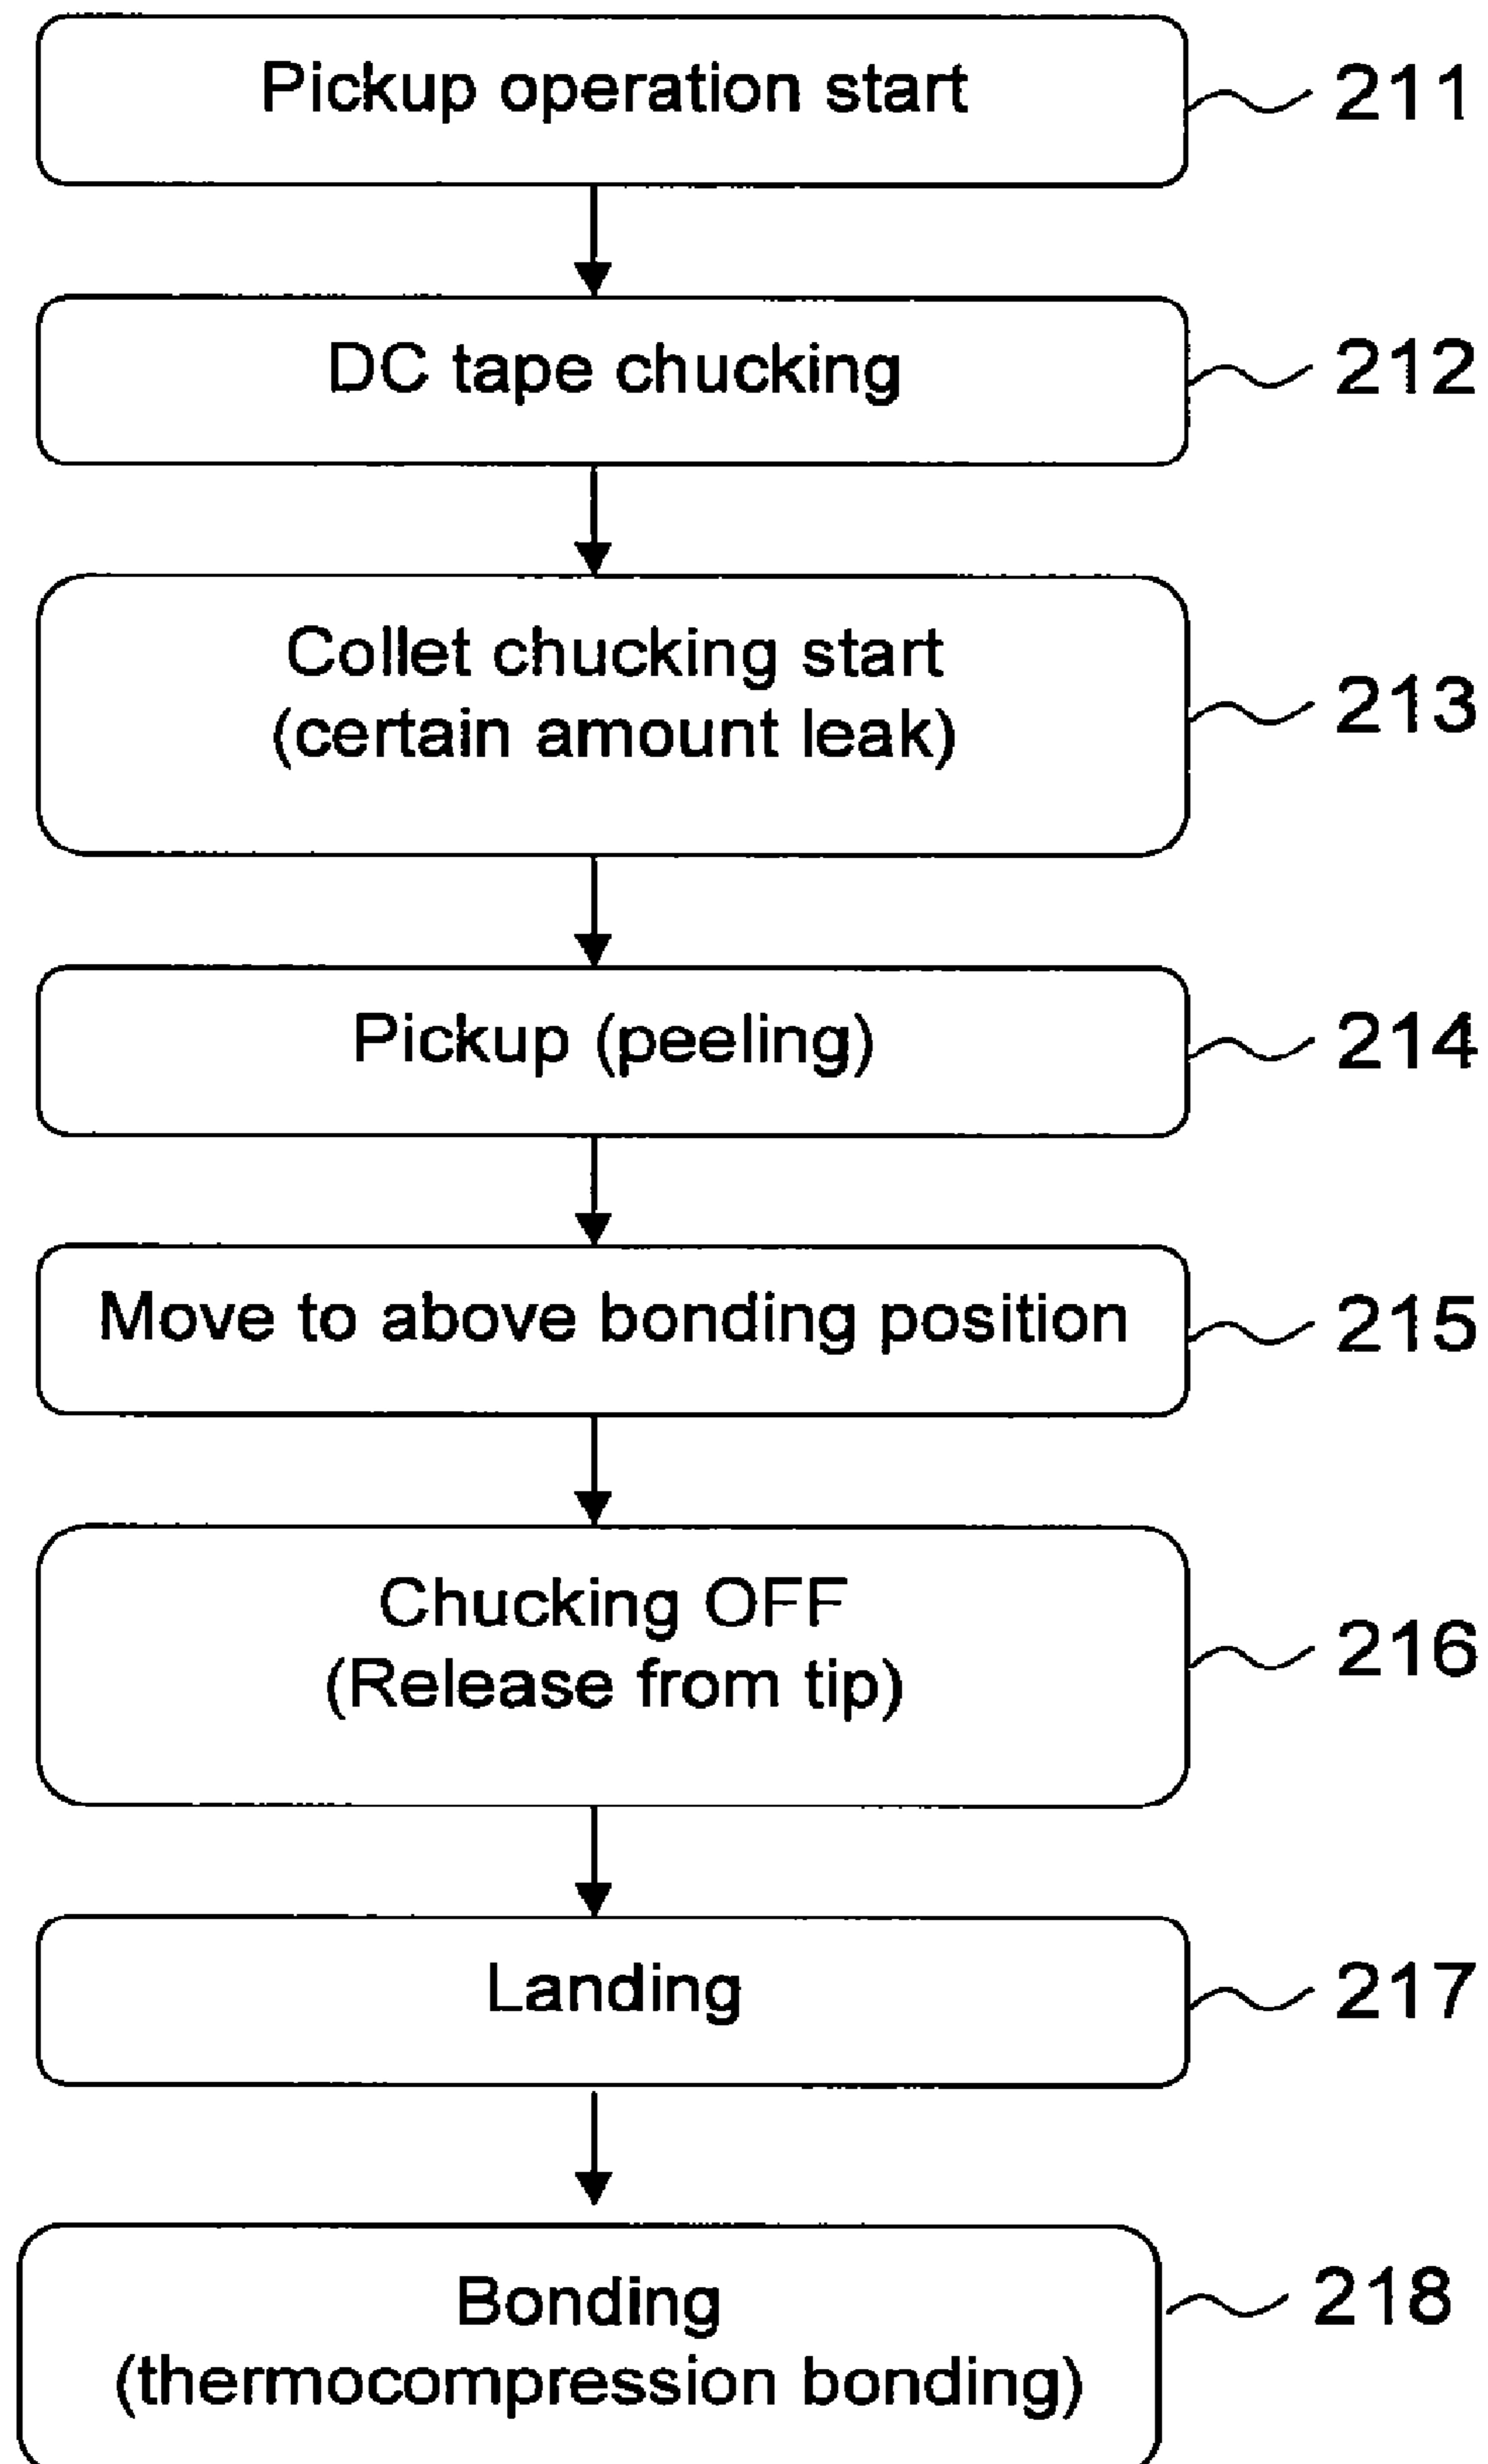 Pickup operation start
211
DC tape chucking
212
Collet chucking start
(certain amount leak)
213
Pickup (peeling)
214
Move to above bonding position
215
Chucking OFF
(Release from tip)
216
Landing
217
Bonding
(thermocompression bonding)
218